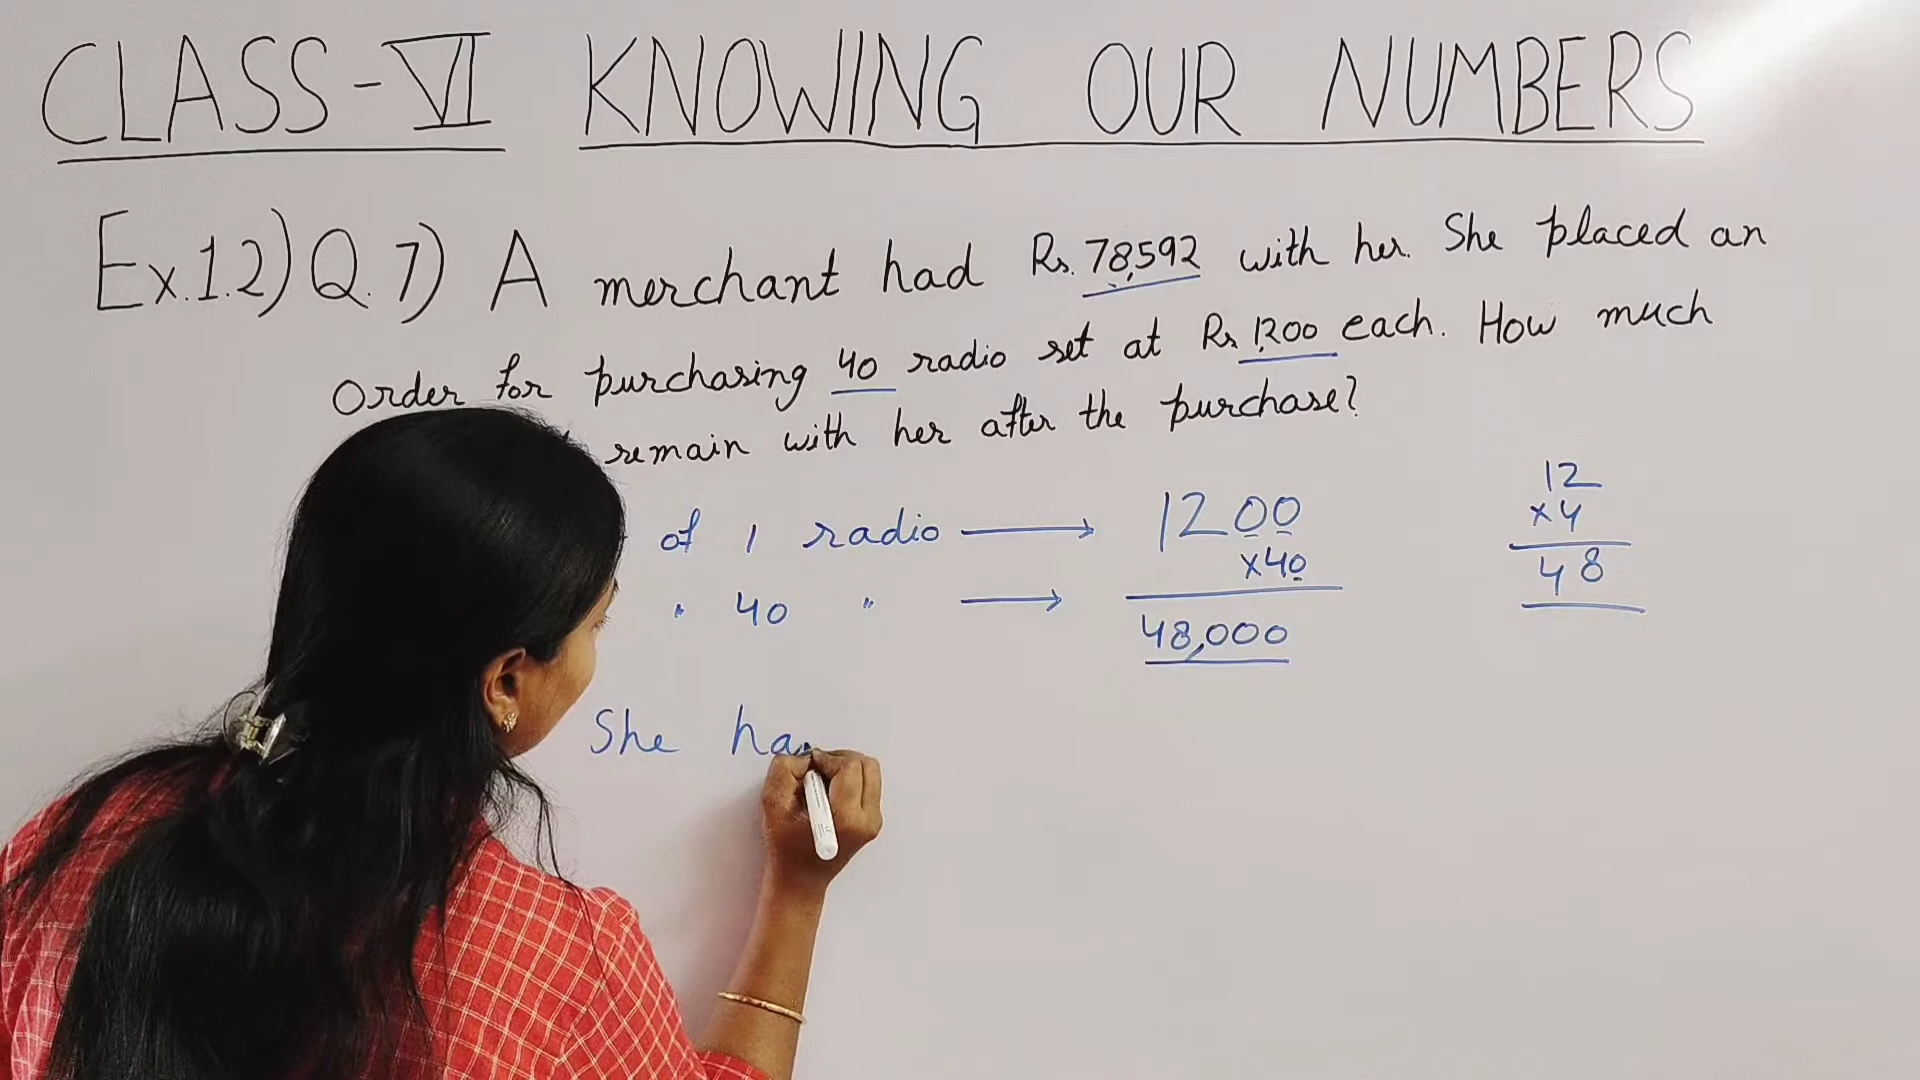 CLASS-VI KNOWING OUR NUMBERS
Ex.1.2) Q.7) A merchant had Rs. 78,592 with her. She placed an
order for purchasing 40 radio set at Rs 1,200 each. How much
remain with her after the purchase?
of 1 radio → 1200
×40
" 40 " → 48,000
12
×4
48
She ha